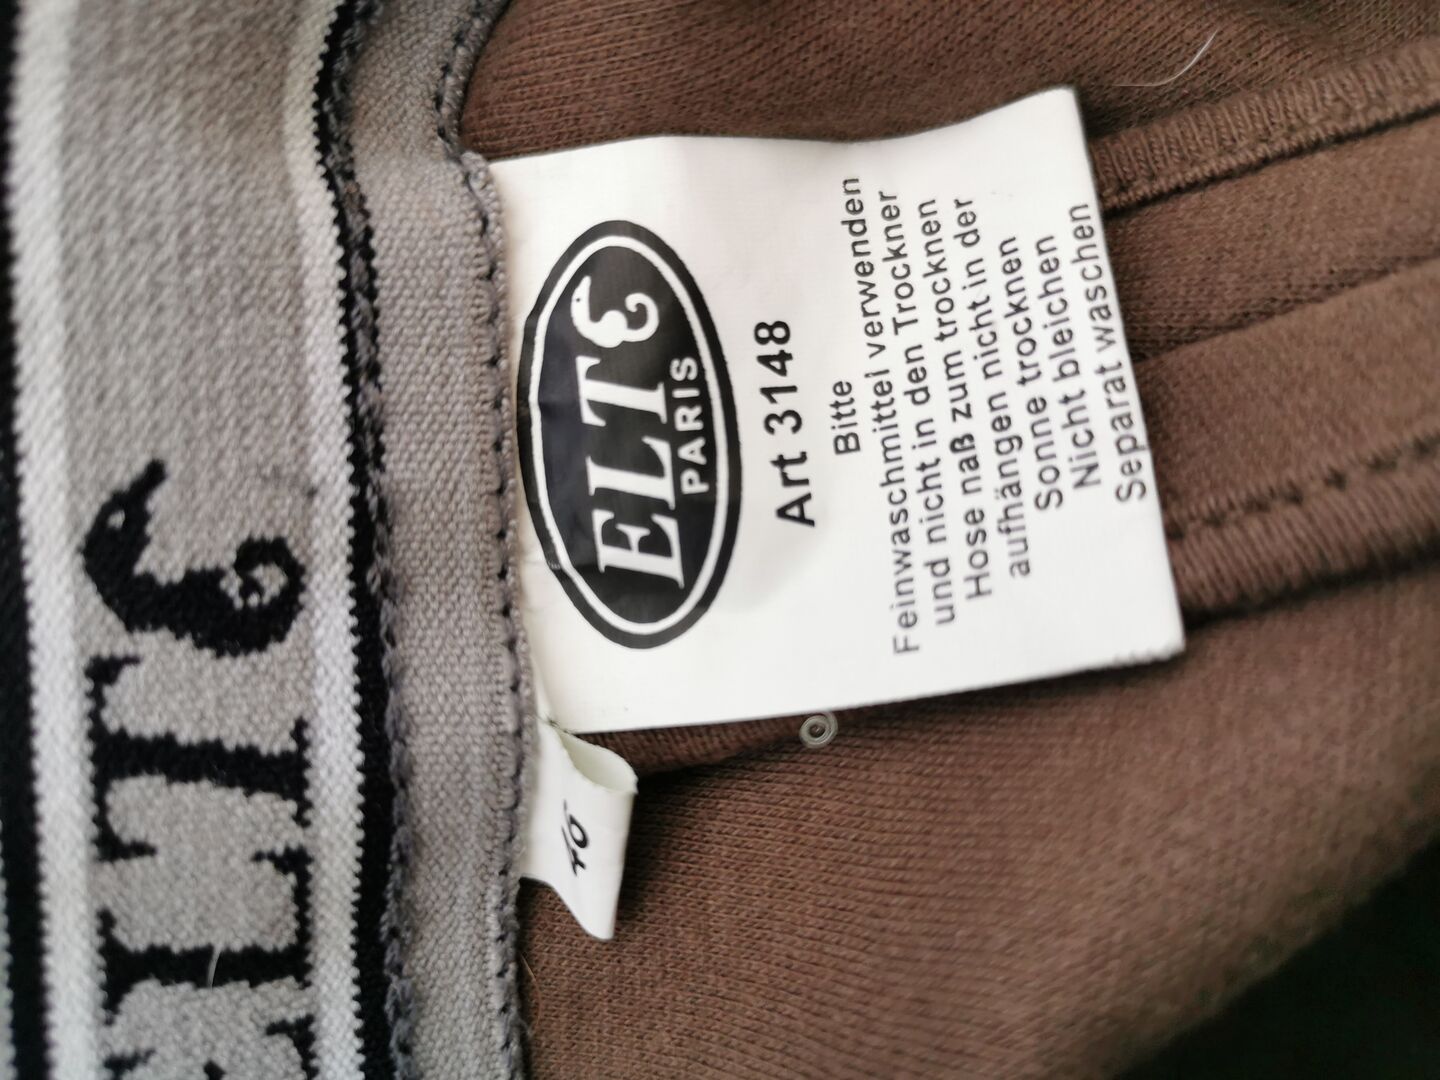 ELT
PARIS
Art 3148
Bitte
Feinwaschmittel verwenden
und nicht in den Trockner
Hose naß zum trocknen
aufhängen nicht in der
Sonne trocknen
Nicht bleichen
Separat waschen
46
ELT